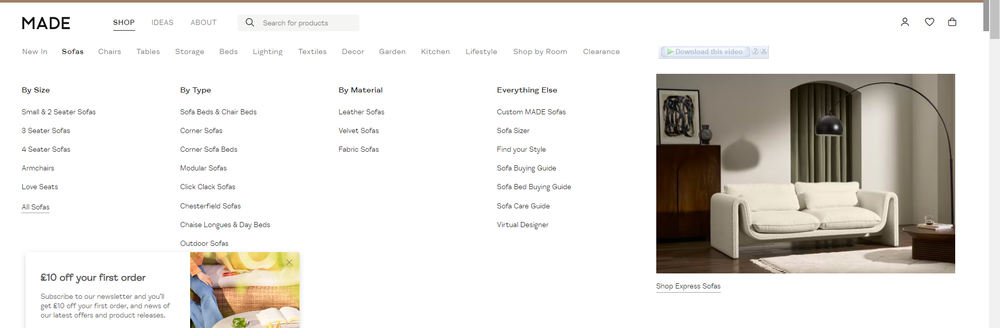 MADE
SHOP IDEAS ABOUT Search for products
New In Sofas Chairs Tables Storage Beds Lighting Textiles Decor Garden Kitchen Lifestyle Shop by Room Clearance
Download this video ? X
By Size
Small & 2 Seater Sofas
3 Seater Sofas
4 Seater Sofas
Armchairs
Love Seats
All Sofas
By Type
Sofa Beds & Chair Beds
Corner Sofas
Corner Sofa Beds
Modular Sofas
Click Clack Sofas
Chesterfield Sofas
Chaise Longues & Day Beds
Outdoor Sofas
By Material
Leather Sofas
Velvet Sofas
Fabric Sofas
Everything Else
Custom MADE Sofas
Sofa Sizer
Find your Style
Sofa Buying Guide
Sofa Bed Buying Guide
Sofa Care Guide
Virtual Designer
Shop Express Sofas
£10 off your first order
Subscribe to our newsletter and you'll
get £10 off your first order, and news of
our latest offers and product releases.